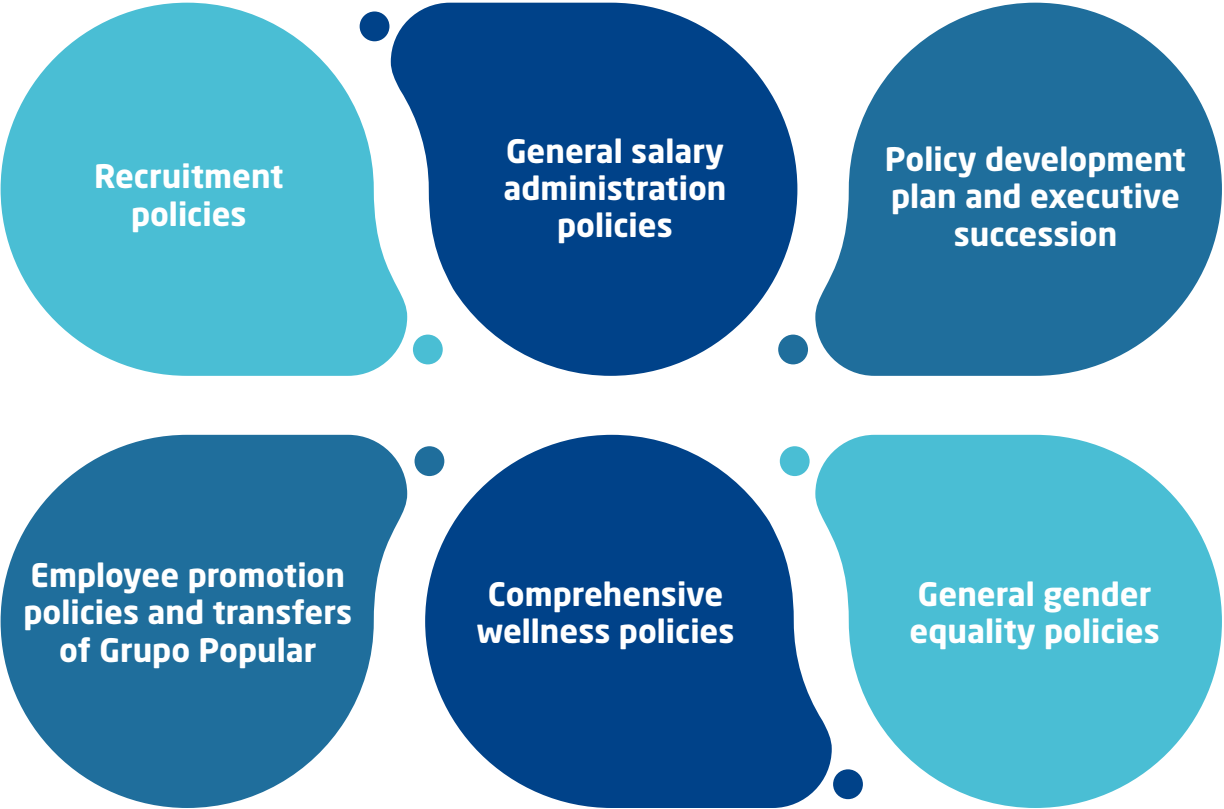 Recruitment
policies
General salary
administration
policies
Policy development
plan and executive
succession
Employee promotion
policies and transfers
of Grupo Popular
Comprehensive
wellness policies
General gender
equality policies